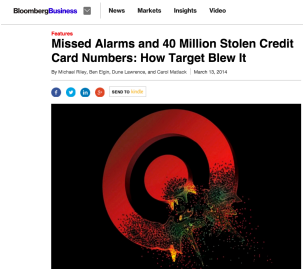 BloombergBusiness News Markets Insights Video
Features
Missed Alarms and 40 Million Stolen Credit
Card Numbers: How Target Blew It
By Michael Riley, Ben Elgin, Dune Lawrence, and Carol Matlack | March 13, 2014
SEND TO kindle